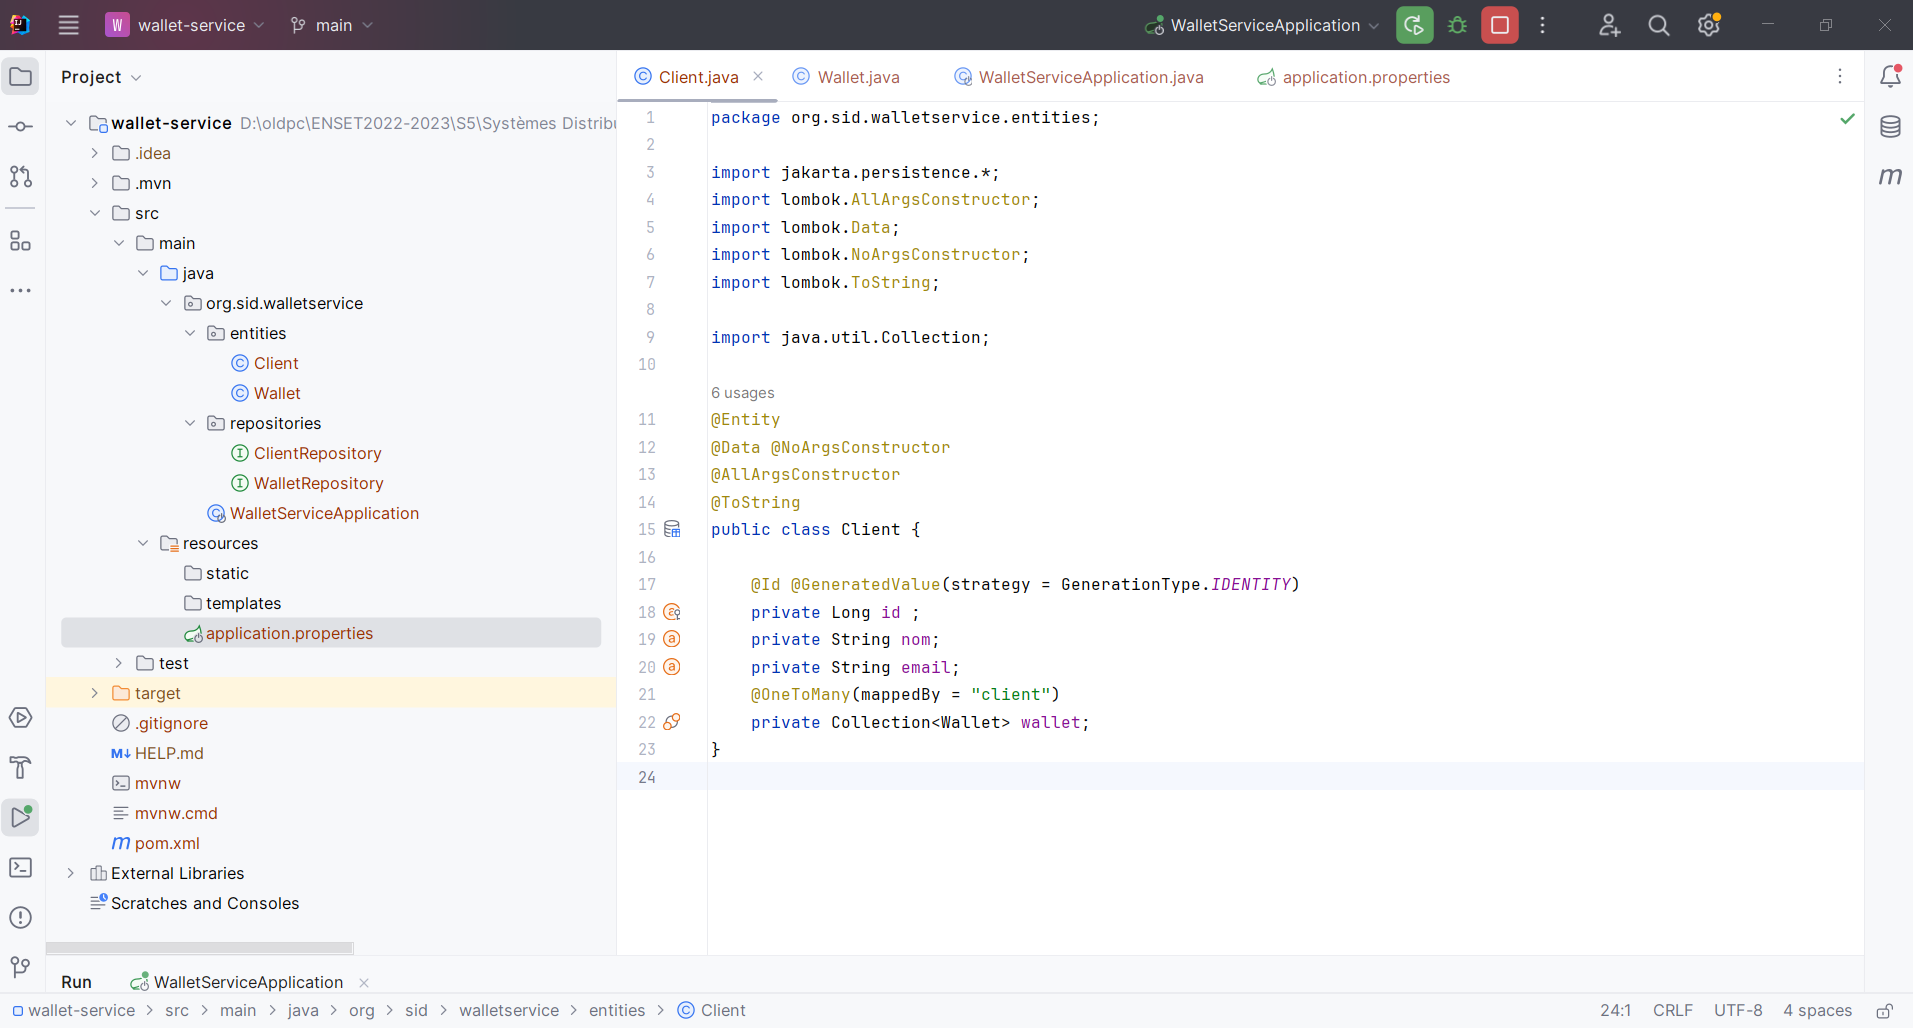 W wallet-service main WalletServiceApplication
Project
Client.java Wallet.java WalletServiceApplication.java application.properties
wallet-service D:\oldpc\ENSET2022-2023\S5\Systèmes Distribu
.idea
.mvn
src
main
java
org.sid.walletservice
entities
Client
Wallet
repositories
ClientRepository
WalletRepository
WalletServiceApplication
resources
static
templates
application.properties
test
target
.gitignore
HELP.md
mvnw
mvnw.cmd
pom.xml
External Libraries
Scratches and Consoles
1 package org.sid.walletservice.entities;
2
3 import jakarta.persistence.*;
4 import lombok.AllArgsConstructor;
5 import lombok.Data;
6 import lombok.NoArgsConstructor;
7 import lombok.ToString;
8
9 import java.util.Collection;
10
6 usages
11 @Entity
12 @Data @NoArgsConstructor
13 @AllArgsConstructor
14 @ToString
15 public class Client {
16
17 @Id @GeneratedValue(strategy = GenerationType.IDENTITY)
18 private Long id ;
19 private String nom;
20 private String email;
21 @OneToMany(mappedBy = "client")
22 private Collection<Wallet> wallet;
23 }
24
Run WalletServiceApplication
wallet-service > src > main > java > org > sid > walletservice > entities > Client 24:1 CRLF UTF-8 4 spaces